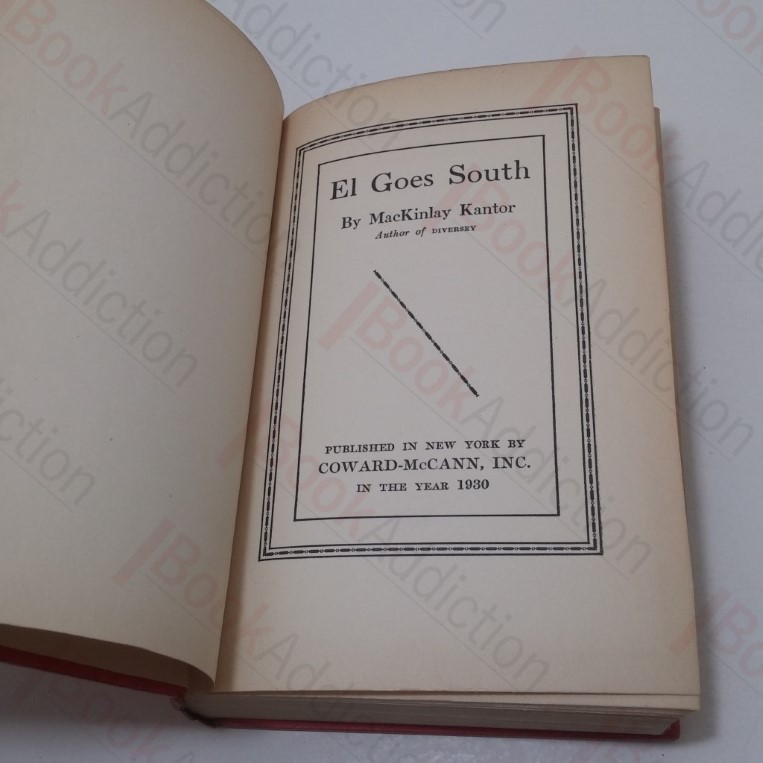 El Goes South
By MacKinlay Kantor
Author of DIVERSEY
PUBLISHED IN NEW YORK BY
COWARD-McCANN, INC.
IN THE YEAR 1930
BookAddiction